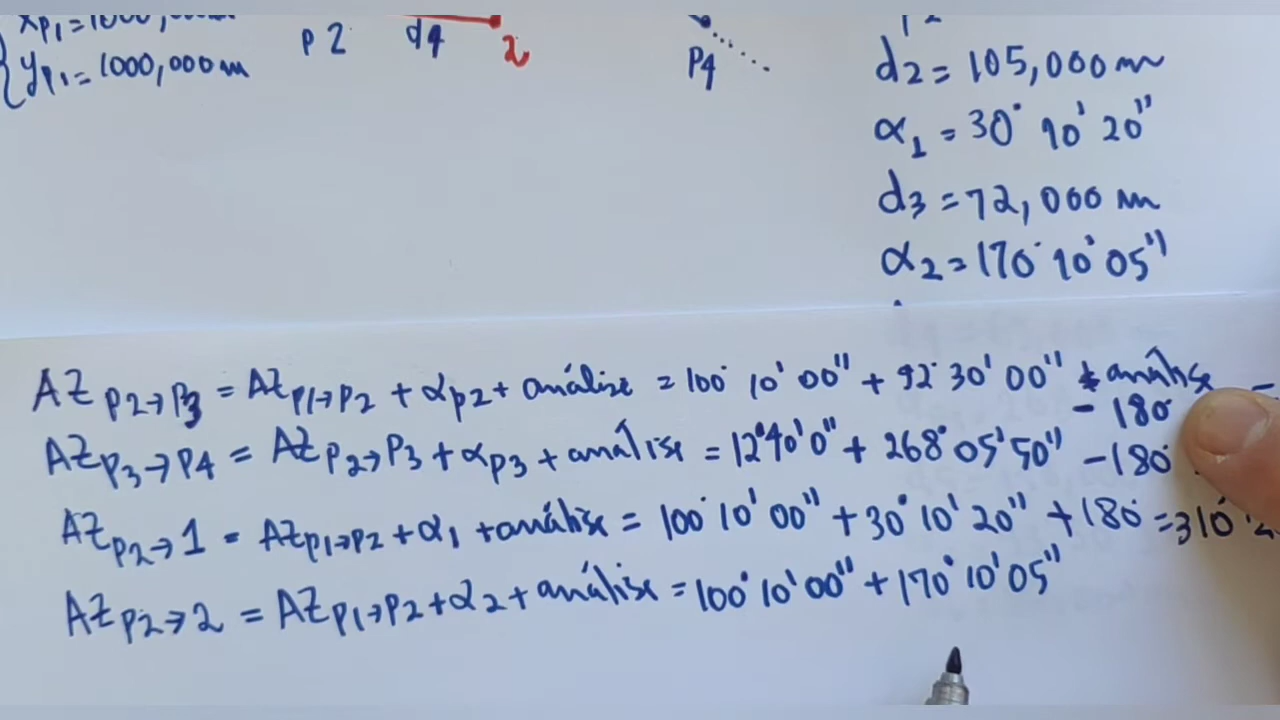 y_P1 = 1000,000 m
P2
d4
2
P4
d2 = 105,000 m
α1 = 30° 10' 20"
d3 = 72,000 m
α2 = 170° 10' 05"
AZ P2→P3 = AZ P1→P2 + αP2 + análise = 100° 10' 00" + 92° 30' 00" + análise
- 180°
AZ P3→P4 = AZ P2→P3 + αP3 + análise = 12° 40' 0" + 268° 05' 50" - 180°
AZ P2→1 = AZ P1→P2 + α1 + análise = 100° 10' 00" + 30° 10' 20" + 180° = 310°
AZ P2→2 = AZ P1→P2 + α2 + análise = 100° 10' 00" + 170° 10' 05"